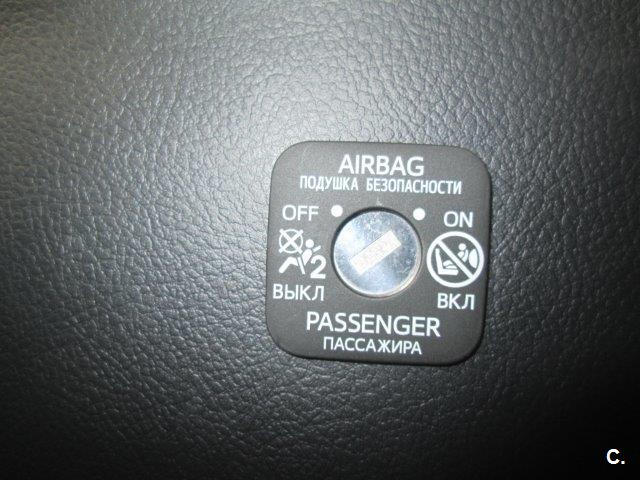 AIRBAG
ПОДУШКА БЕЗОПАСНОСТИ
OFF ON
2
ВЫКЛ ВКЛ
PASSENGER
ПАССАЖИРА
C.